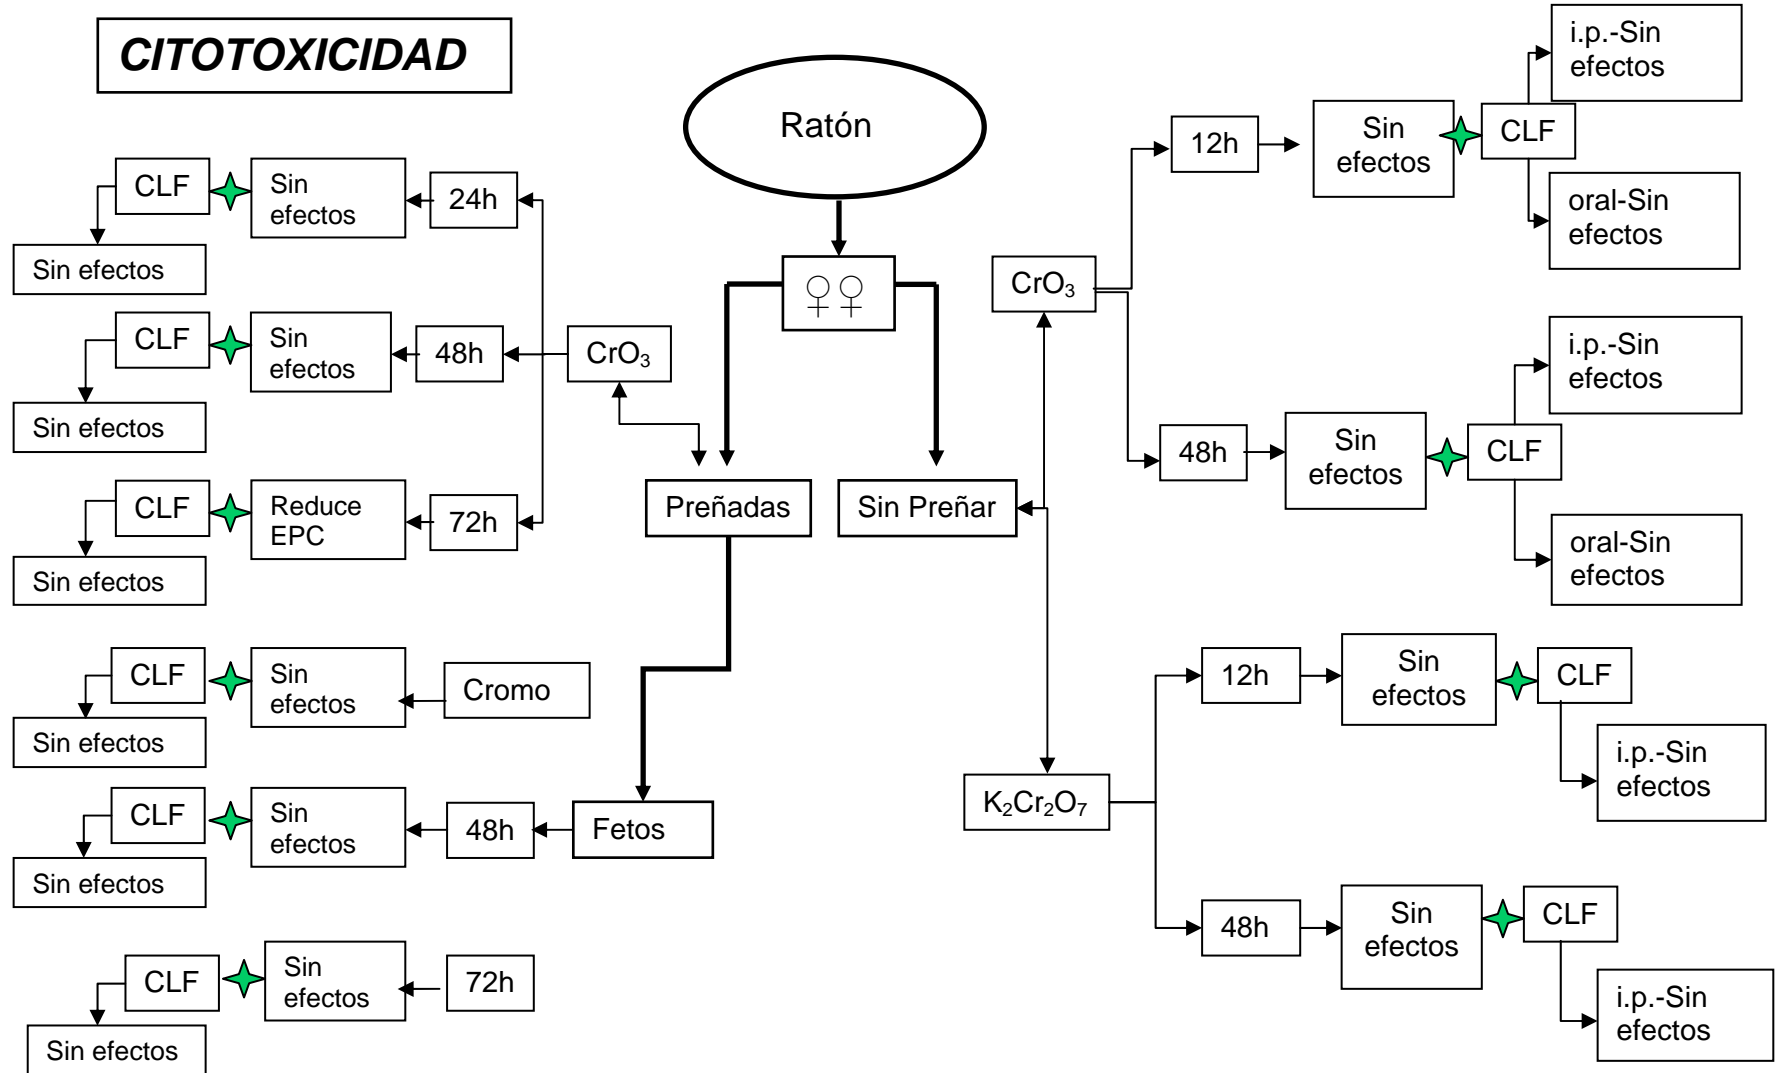 CITOTOXICIDAD
Ratón
♀♀
Preñadas
Sin Preñar
CrO₃
24h
Sin
efectos
CLF
Sin efectos
48h
Sin
efectos
CLF
Sin efectos
72h
Reduce
EPC
CLF
Sin efectos
Cromo
Sin
efectos
CLF
Sin efectos
Fetos
48h
Sin
efectos
CLF
Sin efectos
72h
Sin
efectos
CLF
Sin efectos
CrO₃
12h
Sin
efectos
CLF
i.p.-Sin
efectos
oral-Sin
efectos
48h
Sin
efectos
CLF
i.p.-Sin
efectos
oral-Sin
efectos
K₂Cr₂O₇
12h
Sin
efectos
CLF
i.p.-Sin
efectos
48h
Sin
efectos
CLF
i.p.-Sin
efectos